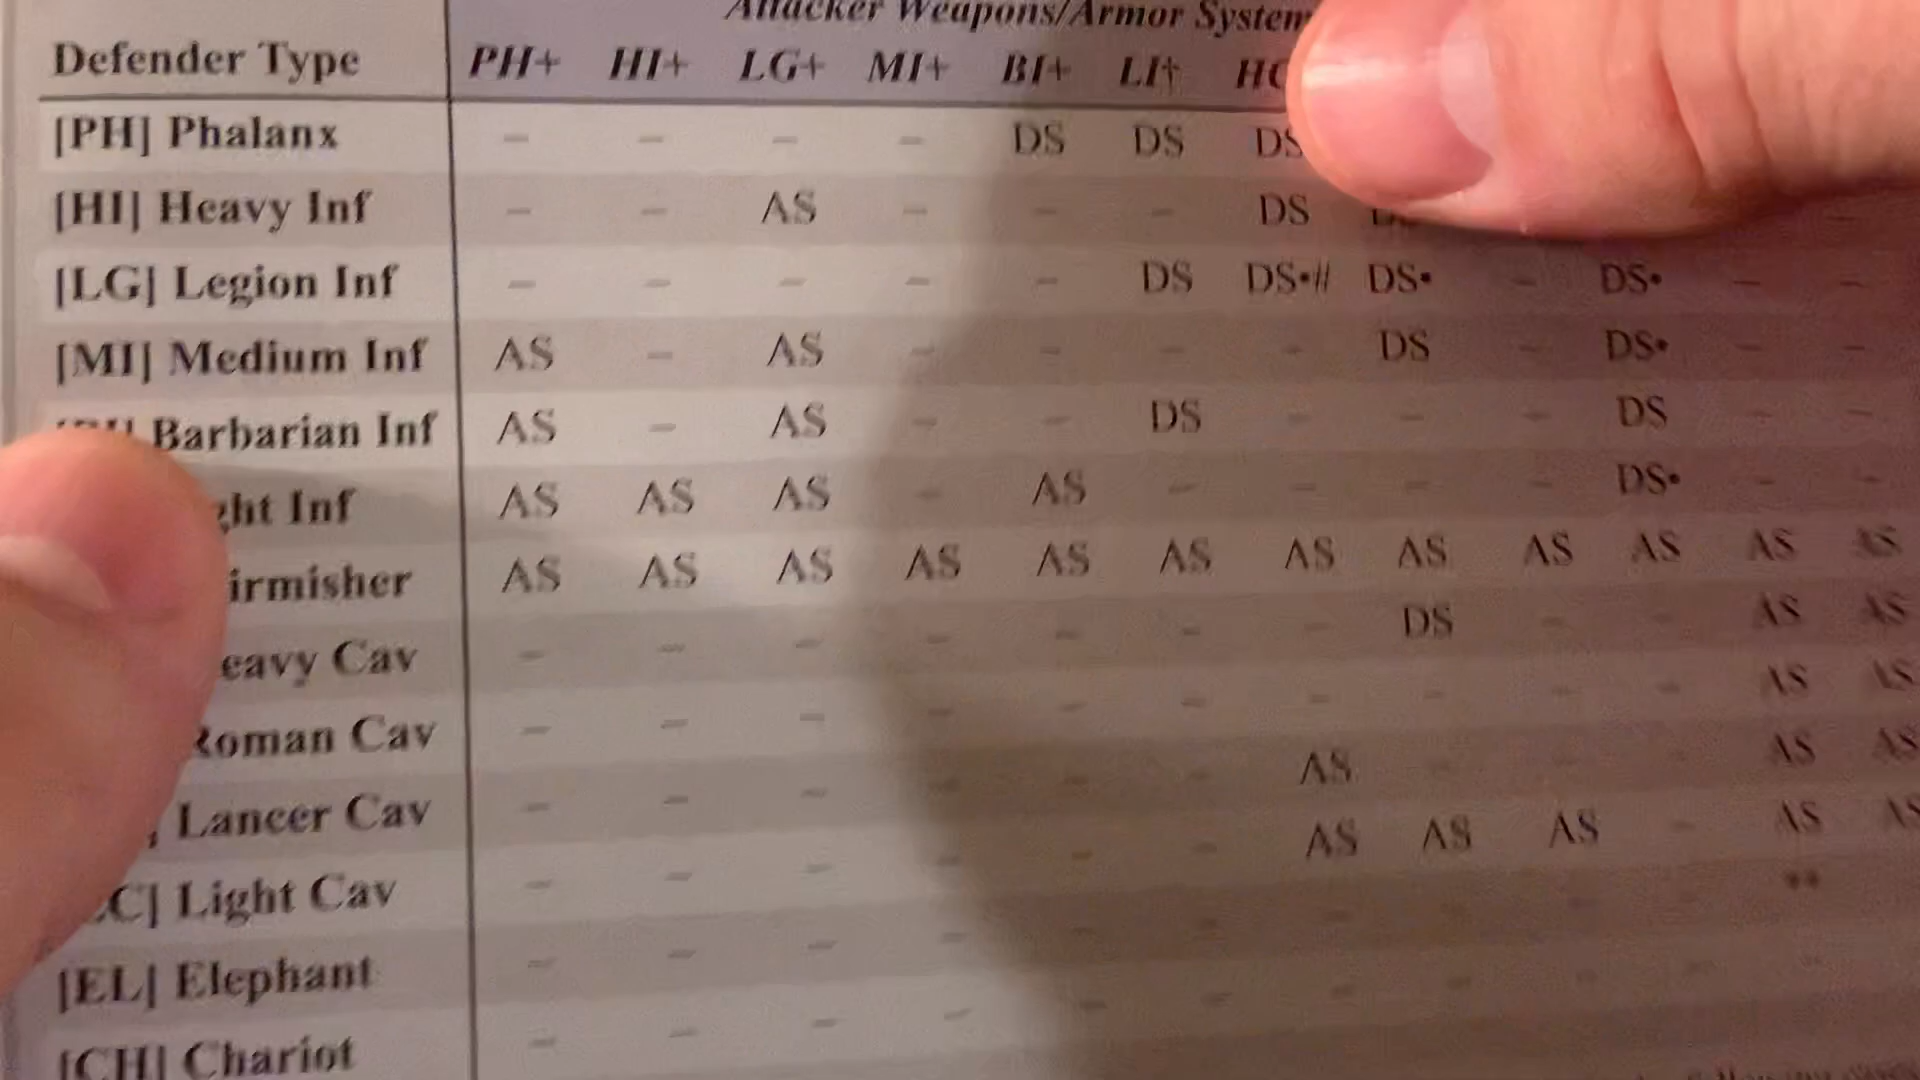 Attacker Weapons/Armor System
Defender Type PH+ HI+ LG+ MI+ BI+ LI† HC
[PH] Phalanx – – – – DS DS DS
[HI] Heavy Inf – – AS – – – DS –
[LG] Legion Inf – – – – – DS DS•# DS• – DS• – –
[MI] Medium Inf AS – AS – – – – DS – DS• – –
Barbarian Inf AS – AS – – DS – – – DS – –
ght Inf AS AS AS – AS – – – – DS• – –
irmisher AS AS AS AS AS AS AS AS AS AS AS AS
eavy Cav – – – – – – – DS – – AS AS
Roman Cav – – – – – – – – – – AS AS
Lancer Cav – – – – – – AS – – – AS AS
C] Light Cav – – – – – – AS AS AS – AS AS
[EL] Elephant – – – – – – – – – – **
[CH] Chariot – – – – – – – – – – –